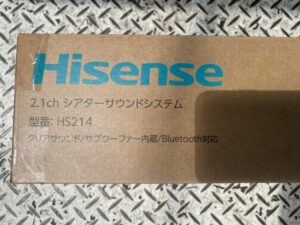 Hisense
2.1ch シアターサウンドシステム
型番: HS214
クリアサウンド/サブウーファー内蔵/Bluetooth対応